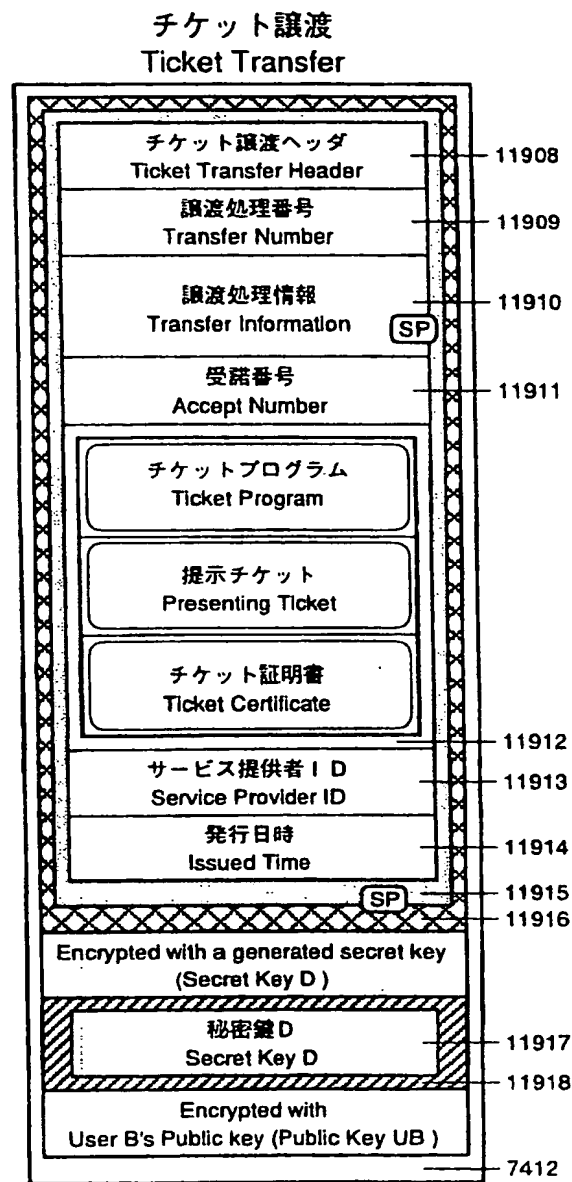 チケット譲渡
Ticket Transfer
チケット譲渡ヘッダ
Ticket Transfer Header
11908
譲渡処理番号
Transfer Number
11909
譲渡処理情報
Transfer Information
SP
11910
受諾番号
Accept Number
11911
チケットプログラム
Ticket Program
提示チケット
Presenting Ticket
チケット証明書
Ticket Certificate
11912
サービス提供者ID
Service Provider ID
11913
発行日時
Issued Time
11914
11915
SP
11916
Encrypted with a generated secret key
(Secret Key D )
秘密鍵D
Secret Key D
11917
11918
Encrypted with
User B's Public key (Public Key UB )
7412